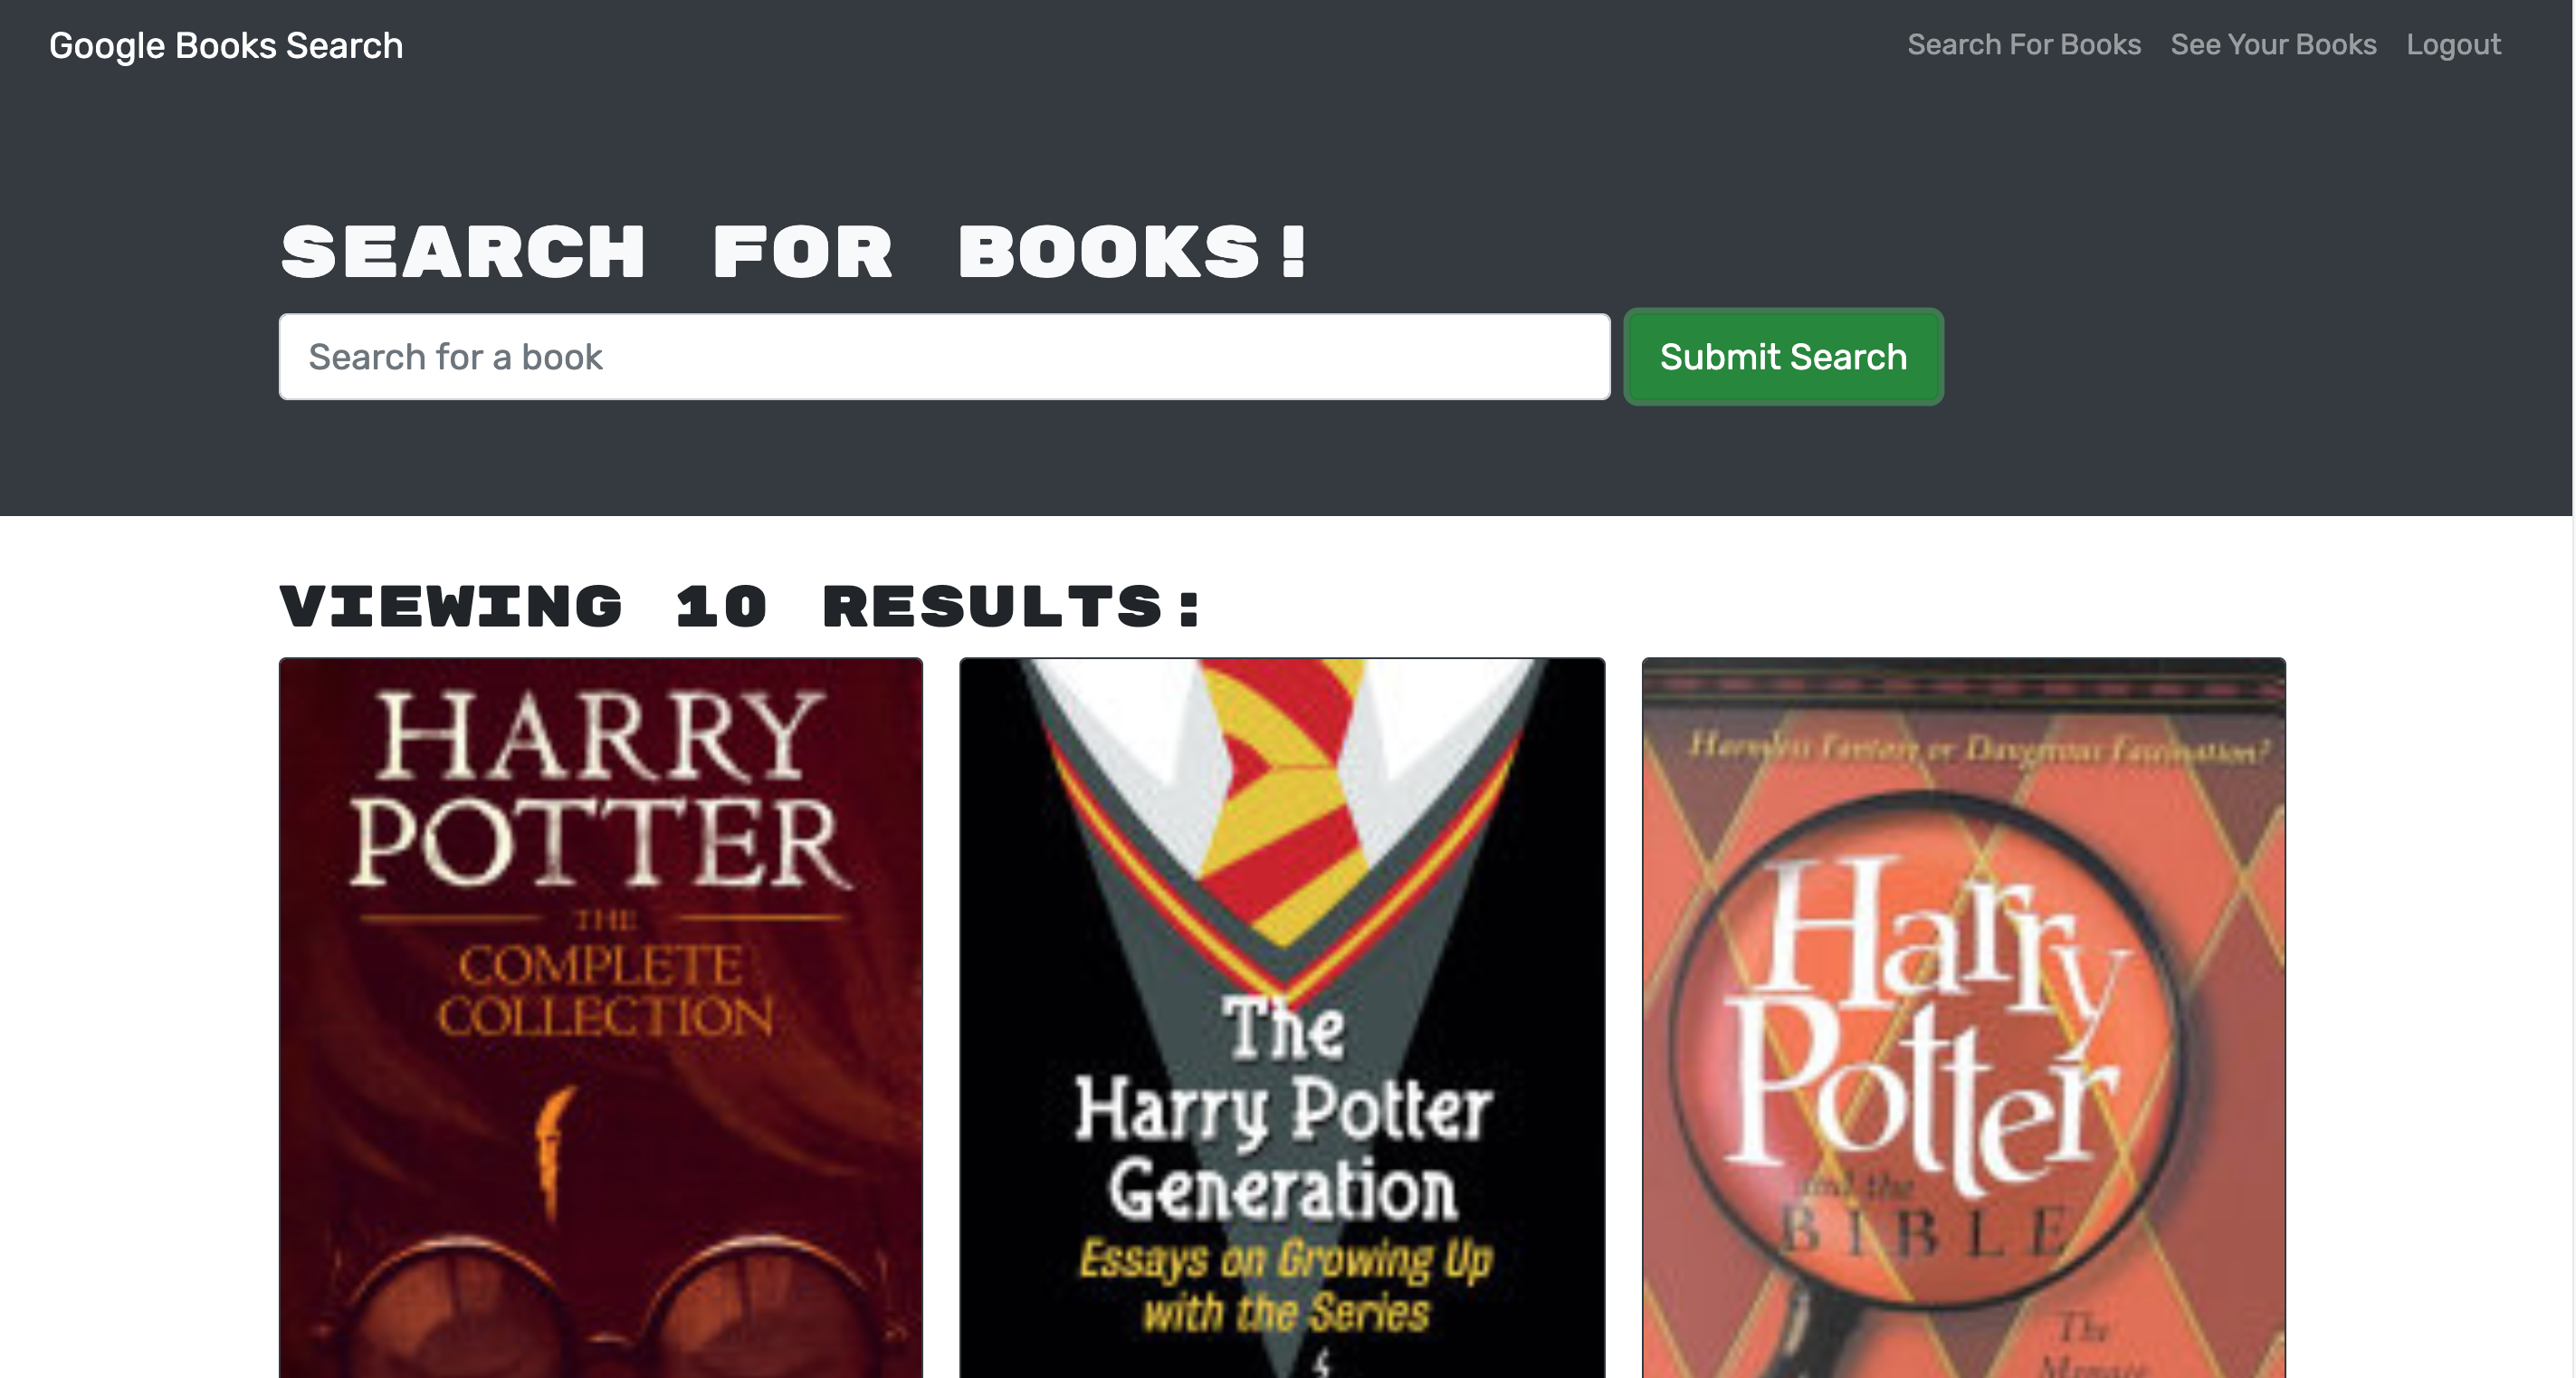 Google Books Search
Search For Books See Your Books Logout
SEARCH FOR BOOKS!
Search for a book
Submit Search
VIEWING 10 RESULTS:
HARRY
POTTER
THE
COMPLETE
COLLECTION
The
Harry Potter
Generation
Essays on Growing Up
with the Series
Harmless Fantasy or Dangerous Fascination?
Harry
Potter
and the
BIBLE
The
Menace